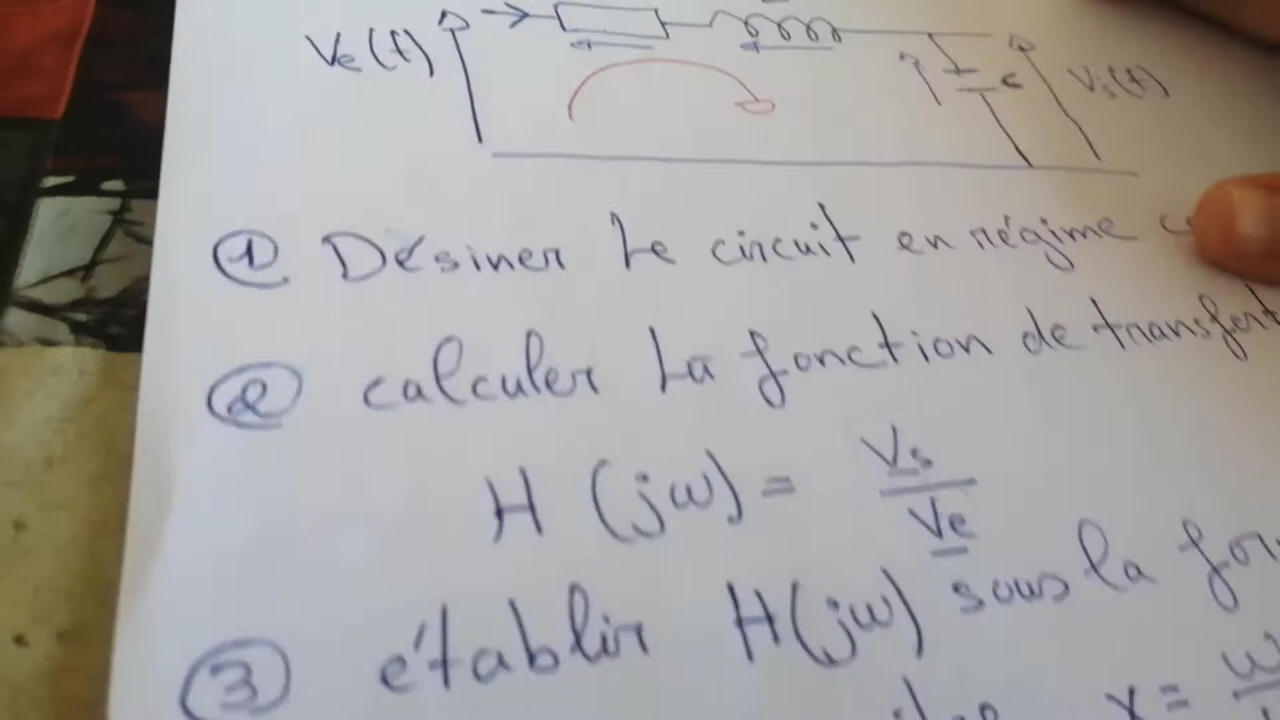 Ve(t)
c
Vs(t)
① Désiner le circuit en régime
② calculer la fonction de transfert
H (jω) = Vs
Ve
③ établir H(jω) sous la
x = ω